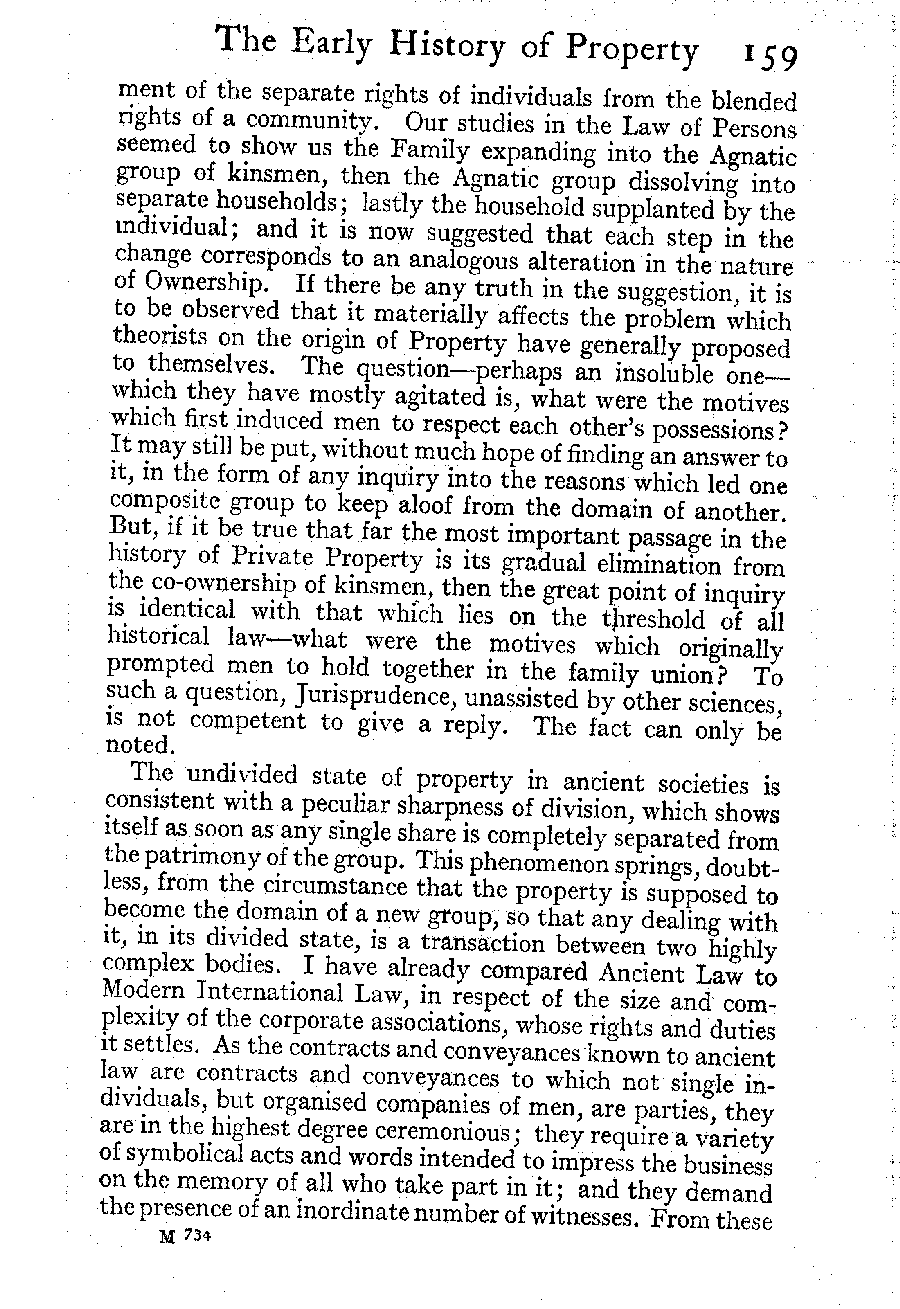 The Early History of Property 159
ment of the separate rights of individuals from the blended
rights of a community. Our studies in the Law of Persons
seemed to show us the Family expanding into the Agnatic
group of kinsmen, then the Agnatic group dissolving into
separate households; lastly the household supplanted by the
individual; and it is now suggested that each step in the
change corresponds to an analogous alteration in the nature
of Ownership. If there be any truth in the suggestion, it is
to be observed that it materially affects the problem which
theorists on the origin of Property have generally proposed
to themselves. The question—perhaps an insoluble one—
which they have mostly agitated is, what were the motives
which first induced men to respect each other's possessions?
It may still be put, without much hope of finding an answer to
it, in the form of any inquiry into the reasons which led one
composite group to keep aloof from the domain of another.
But, if it be true that far the most important passage in the
history of Private Property is its gradual elimination from
the co-ownership of kinsmen, then the great point of inquiry
is identical with that which lies on the threshold of all
historical law—what were the motives which originally
prompted men to hold together in the family union? To
such a question, Jurisprudence, unassisted by other sciences,
is not competent to give a reply. The fact can only be
noted.
The undivided state of property in ancient societies is
consistent with a peculiar sharpness of division, which shows
itself as soon as any single share is completely separated from
the patrimony of the group. This phenomenon springs, doubt-
less, from the circumstance that the property is supposed to
become the domain of a new group, so that any dealing with
it, in its divided state, is a transaction between two highly
complex bodies. I have already compared Ancient Law to
Modern International Law, in respect of the size and com-
plexity of the corporate associations, whose rights and duties
it settles. As the contracts and conveyances known to ancient
law are contracts and conveyances to which not single in-
dividuals, but organised companies of men, are parties, they
are in the highest degree ceremonious; they require a variety
of symbolical acts and words intended to impress the business
on the memory of all who take part in it; and they demand
the presence of an inordinate number of witnesses. From these
M 734